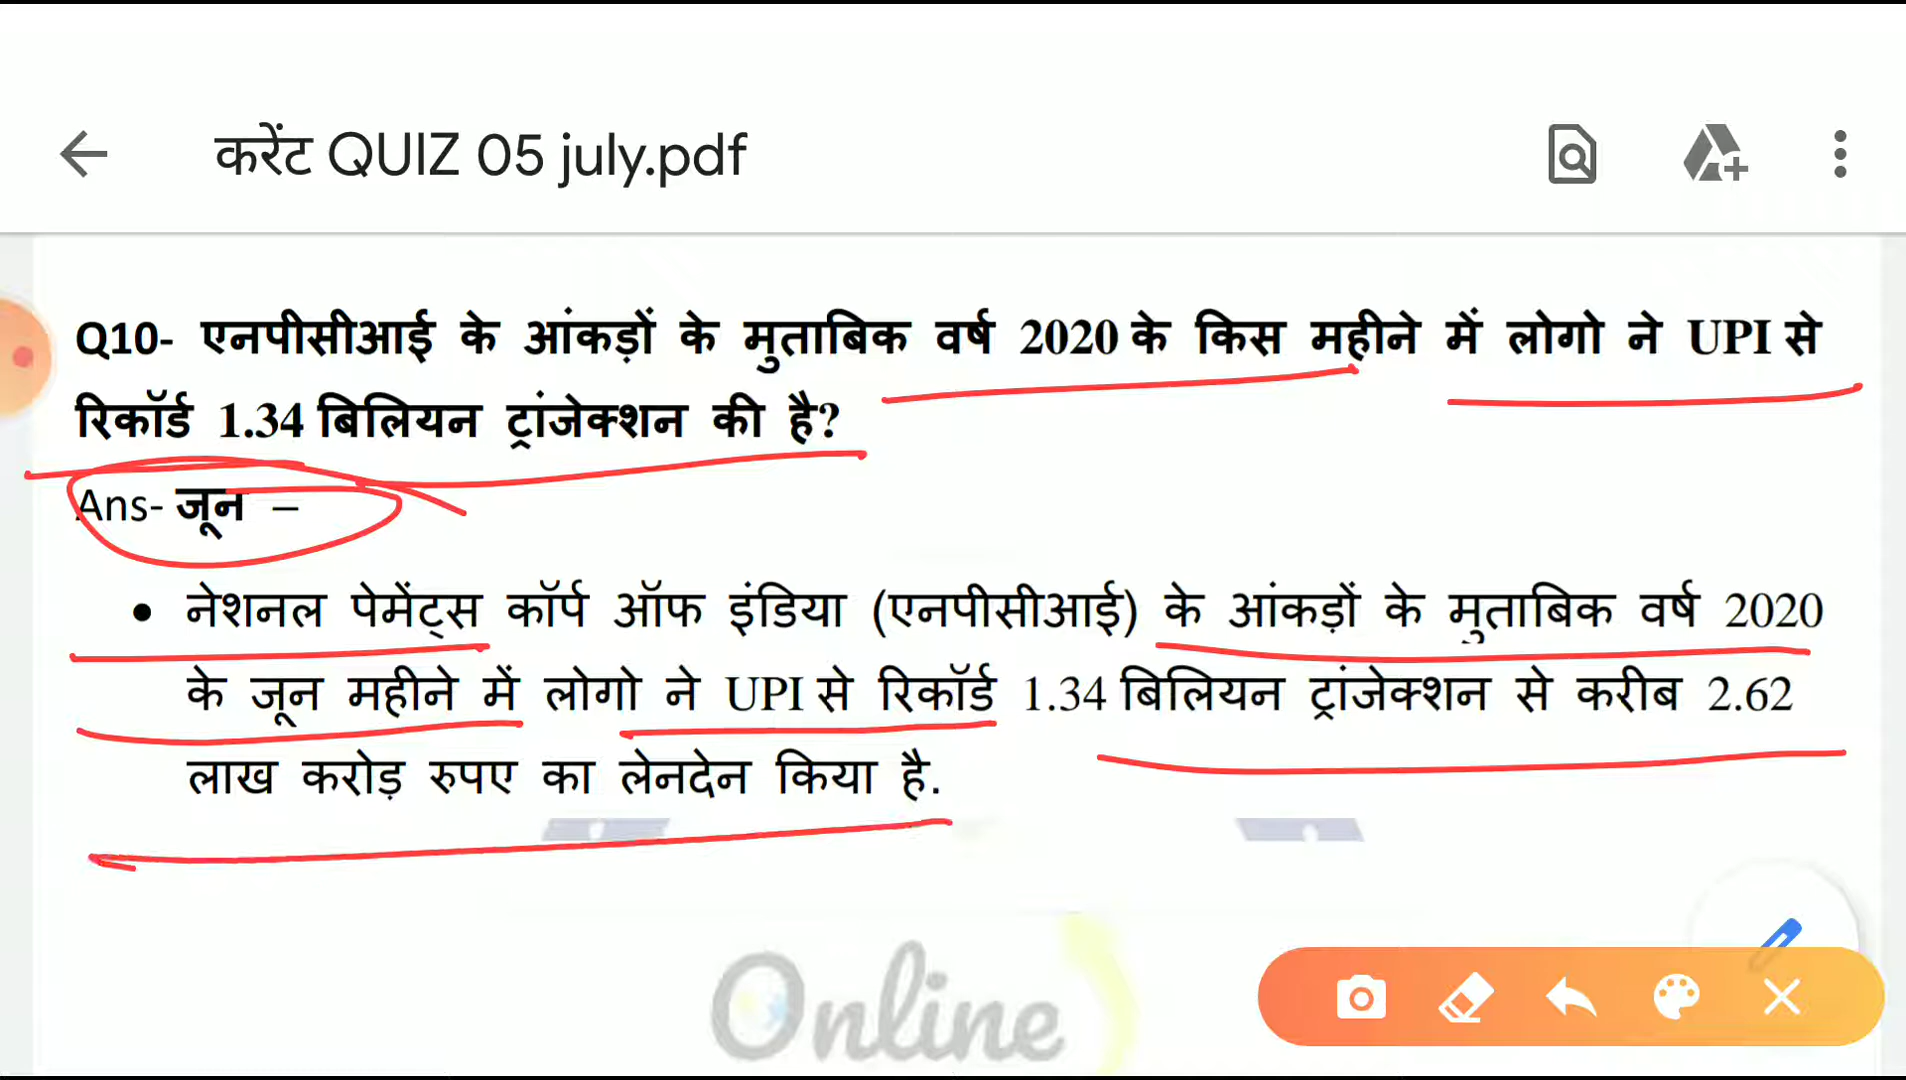 करेंट QUIZ 05 july.pdf
Q10- एनपीसीआई के आंकड़ों के मुताबिक वर्ष 2020 के किस महीने में लोगो ने UPI से
रिकॉर्ड 1.34 बिलियन ट्रांजेक्शन की है?
Ans- जून –
• नेशनल पेमेंट्स कॉर्प ऑफ इंडिया (एनपीसीआई) के आंकड़ों के मुताबिक वर्ष 2020
के जून महीने में लोगो ने UPI से रिकॉर्ड 1.34 बिलियन ट्रांजेक्शन से करीब 2.62
लाख करोड़ रुपए का लेनदेन किया है.
Online